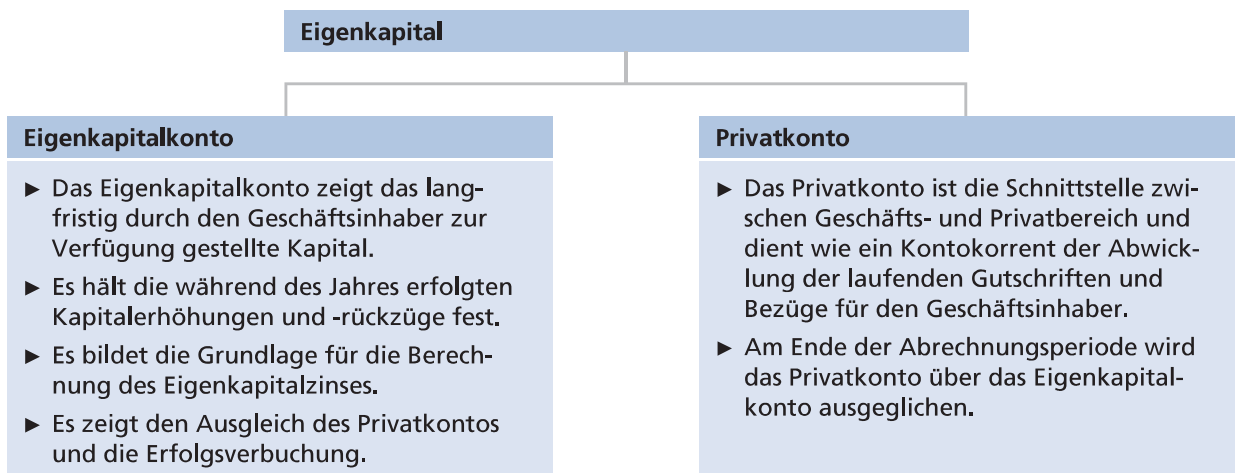 Eigenkapital
Eigenkapitalkonto
► Das Eigenkapitalkonto zeigt das lang-
fristig durch den Geschäftsinhaber zur
Verfügung gestellte Kapital.
► Es hält die während des Jahres erfolgten
Kapitalerhöhungen und -rückzüge fest.
► Es bildet die Grundlage für die Berech-
nung des Eigenkapitalzinses.
► Es zeigt den Ausgleich des Privatkontos
und die Erfolgsverbuchung.
Privatkonto
► Das Privatkonto ist die Schnittstelle zwi-
schen Geschäfts- und Privatbereich und
dient wie ein Kontokorrent der Abwick-
lung der laufenden Gutschriften und
Bezüge für den Geschäftsinhaber.
► Am Ende der Abrechnungsperiode wird
das Privatkonto über das Eigenkapital-
konto ausgeglichen.